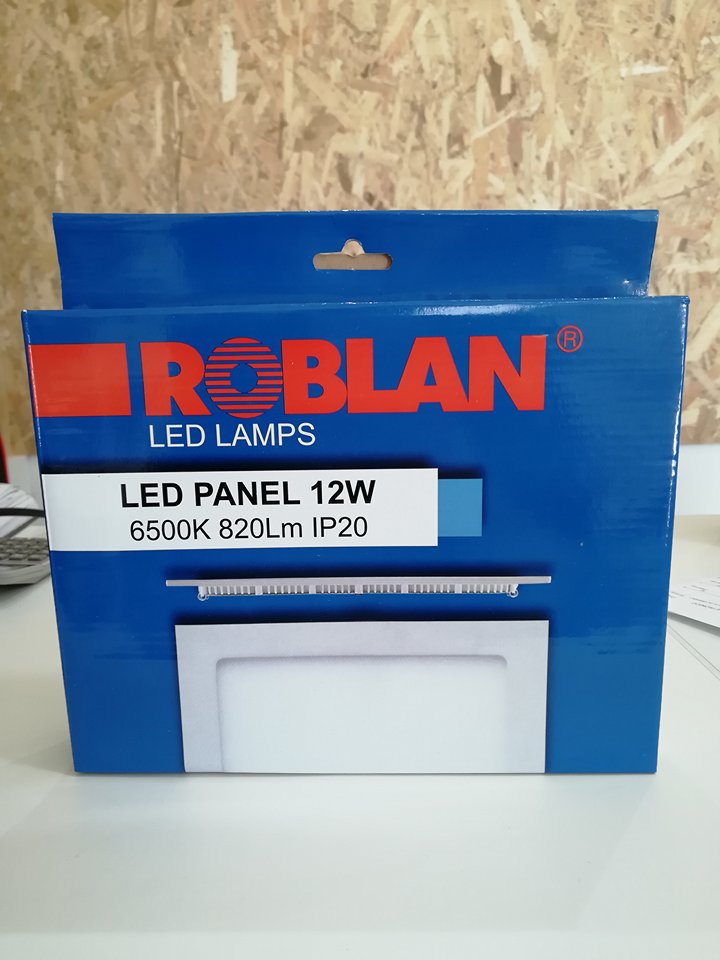 ROBLAN®
LED LAMPS
LED PANEL 12W
6500K 820Lm IP20